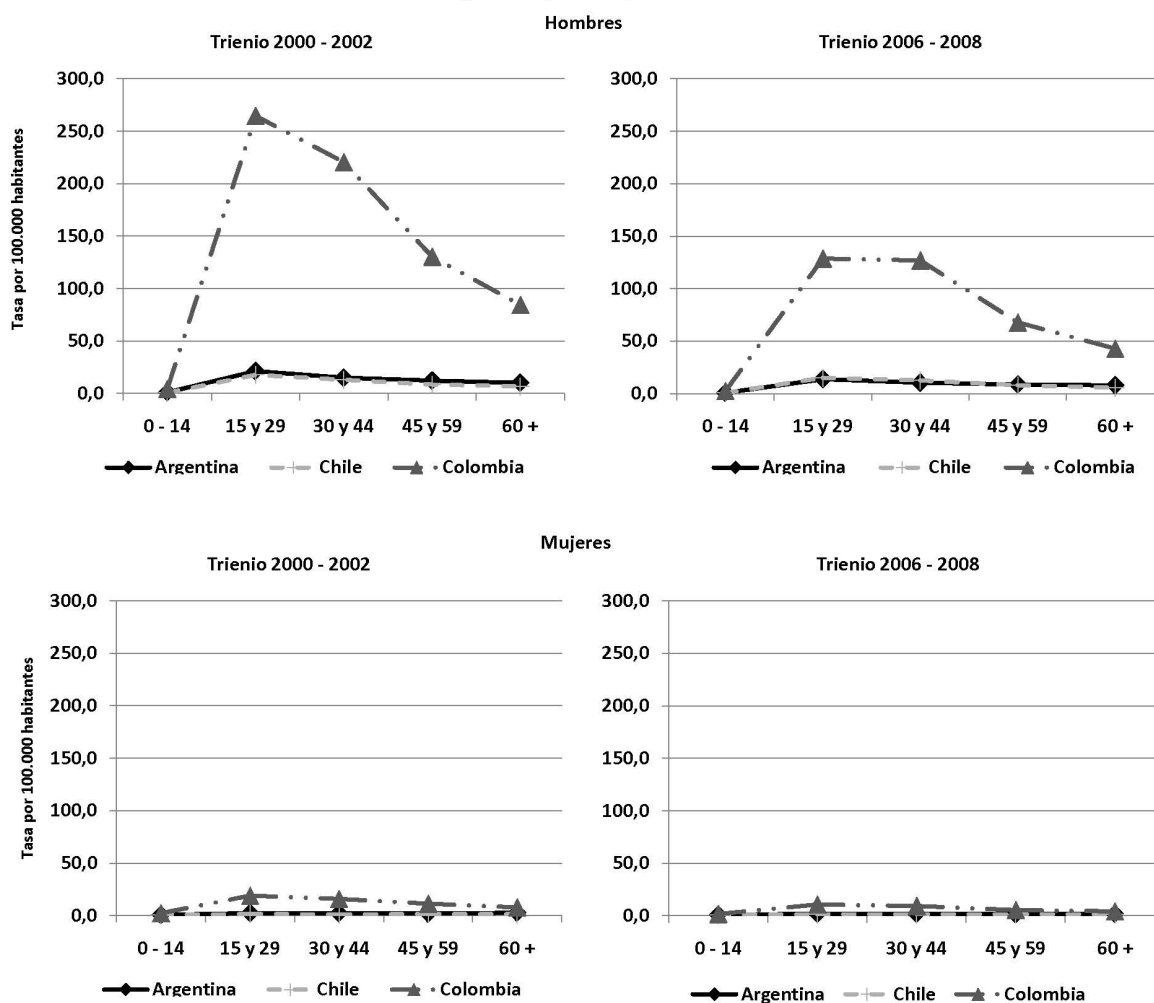 Hombres
Trienio 2000 - 2002
Trienio 2006 - 2008
Tasa por 100.000 habitantes
300,0
250,0
200,0
150,0
100,0
50,0
0,0
0 - 14 15 y 29 30 y 44 45 y 59 60 +
Argentina Chile Colombia
300,0
250,0
200,0
150,0
100,0
50,0
0,0
0 - 14 15 y 29 30 y 44 45 y 59 60 +
Argentina Chile Colombia
Mujeres
Trienio 2000 - 2002
Trienio 2006 - 2008
Tasa por 100.000 habitantes
300,0
250,0
200,0
150,0
100,0
50,0
0,0
0 - 14 15 y 29 30 y 44 45 y 59 60 +
Argentina Chile Colombia
300,0
250,0
200,0
150,0
100,0
50,0
0,0
0 - 14 15 y 29 30 y 44 45 y 59 60 +
Argentina Chile Colombia